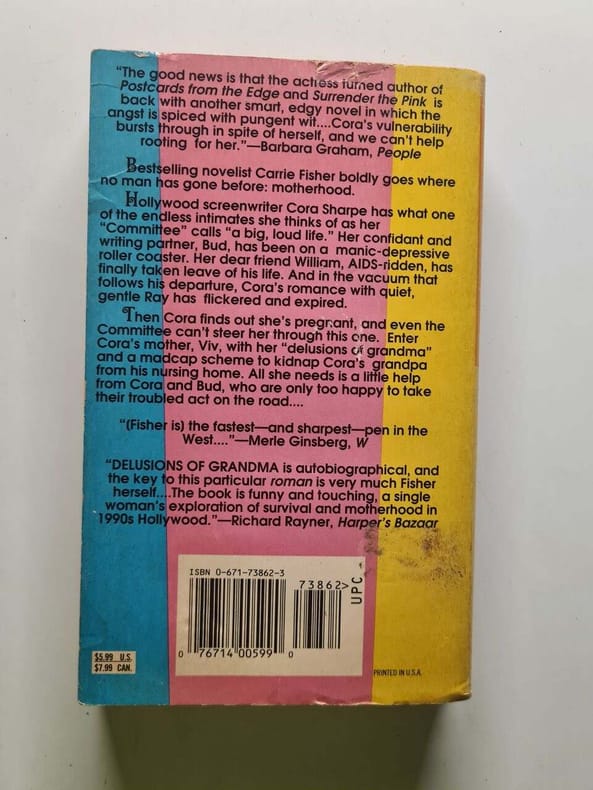 "The good news is that the actress turned author of
Postcards from the Edge and Surrender the Pink is
back with another smart, edgy novel in which the
angst is spiced with pungent wit....Cora's vulnerability
bursts through in spite of herself, and we can't help
rooting for her."—Barbara Graham, People
Bestselling novelist Carrie Fisher boldly goes where
no man has gone before: motherhood.
Hollywood screenwriter Cora Sharpe has what one
of the endless intimates she thinks of as her
"Committee" calls "a big, loud life." Her confidant and
writing partner, Bud, has been on a manic-depressive
roller coaster. Her dear friend William, AIDS-ridden, has
finally taken leave of his life. And in the vacuum that
follows his departure, Cora's romance with quiet,
gentle Ray has flickered and expired.
Then Cora finds out she's pregnant, and even the
Committee can't steer her through this one. Enter
Cora's mother, Viv, with her "delusions of grandma"
and a madcap scheme to kidnap Cora's grandpa
from his nursing home. All she needs is a little help
from Cora and Bud, who are only too happy to take
their troubled act on the road....
"(Fisher is) the fastest—and sharpest—pen in the
West...."—Merle Ginsberg, W
"DELUSIONS OF GRANDMA is autobiographical, and
the key to this particular roman is very much Fisher
herself....The book is funny and touching, a single
woman's exploration of survival and motherhood in
1990s Hollywood."—Richard Rayner, Harper's Bazaar
ISBN 0-671-73862-3
73862>
UPC
0 76714 00599 0
$5.99 U.S.
$7.99 CAN.
PRINTED IN U.S.A.